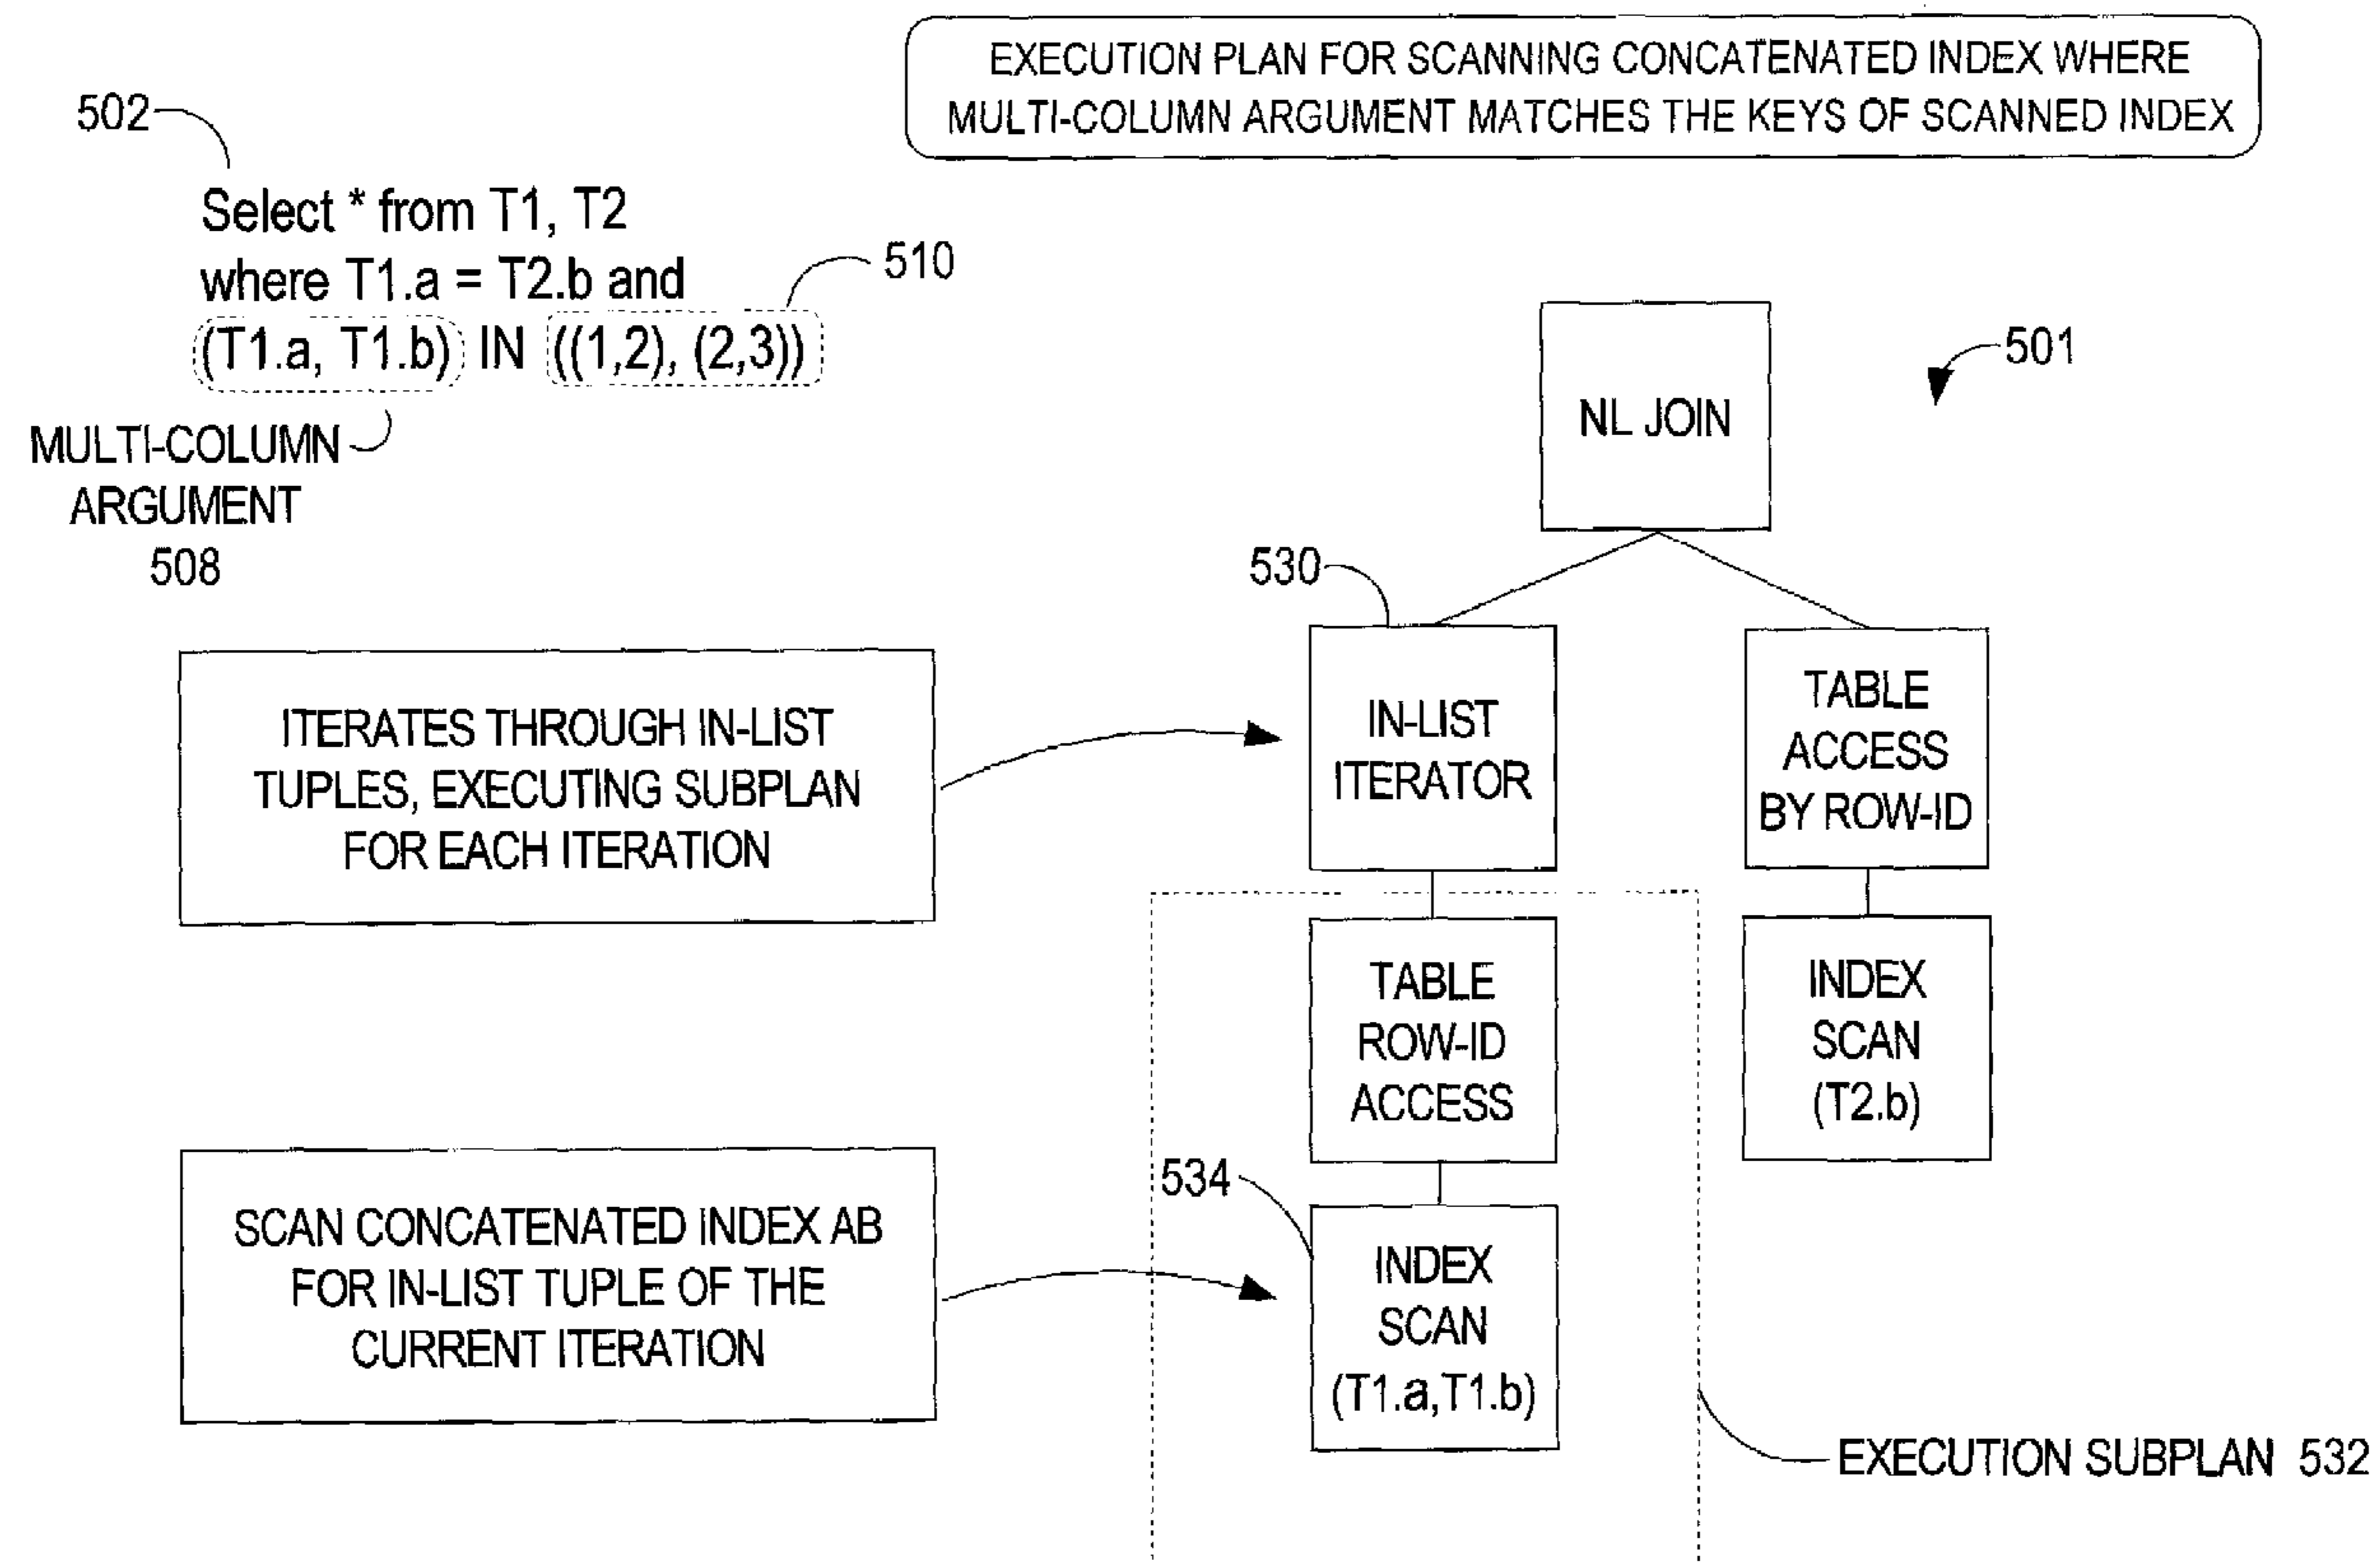 EXECUTION PLAN FOR SCANNING CONCATENATED INDEX WHERE
MULTI-COLUMN ARGUMENT MATCHES THE KEYS OF SCANNED INDEX
502
Select * from T1, T2
where T1.a = T2.b and
(T1.a, T1.b) IN ((1,2), (2,3))
510
MULTI-COLUMN
ARGUMENT
508
501
NL JOIN
530
IN-LIST
ITERATOR
TABLE
ACCESS
BY ROW-ID
ITERATES THROUGH IN-LIST
TUPLES, EXECUTING SUBPLAN
FOR EACH ITERATION
TABLE
ROW-ID
ACCESS
INDEX
SCAN
(T2.b)
534
SCAN CONCATENATED INDEX AB
FOR IN-LIST TUPLE OF THE
CURRENT ITERATION
INDEX
SCAN
(T1.a,T1.b)
EXECUTION SUBPLAN 532